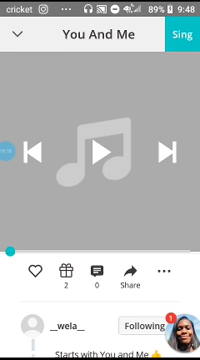 cricket 89% 9:48
You And Me Sing
2 0 Share
1
__wela__ Following
Starts with You and Me 👍